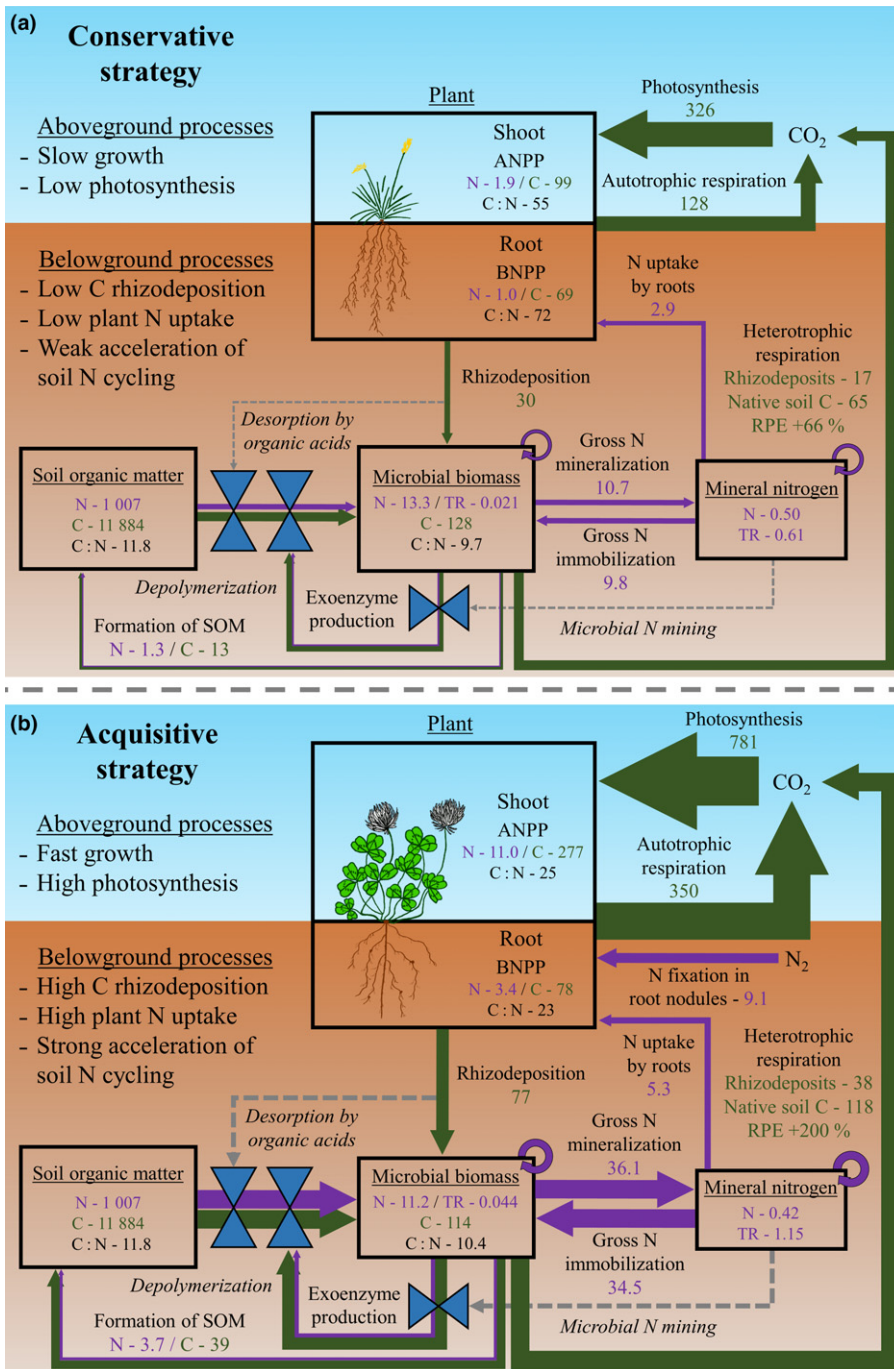 (a)
Conservative
strategy
Aboveground processes
- Slow growth
- Low photosynthesis
Belowground processes
- Low C rhizodeposition
- Low plant N uptake
- Weak acceleration of
soil N cycling
Plant
Shoot
ANPP
N - 1.9 / C - 99
C : N - 55
Root
BNPP
N - 1.0 / C - 69
C : N - 72
Photosynthesis
326
CO2
Autotrophic respiration
128
N uptake
by roots
2.9
Heterotrophic
respiration
Rhizodeposits - 17
Native soil C - 65
RPE +66 %
Rhizodeposition
30
Desorption by
organic acids
Soil organic matter
N - 1 007
C - 11 884
C : N - 11.8
Microbial biomass
N - 13.3 / TR - 0.021
C - 128
C : N - 9.7
Gross N
mineralization
10.7
Gross N
immobilization
9.8
Mineral nitrogen
N - 0.50
TR - 0.61
Depolymerization
Exoenzyme
production
Microbial N mining
Formation of SOM
N - 1.3 / C - 13
(b)
Acquisitive
strategy
Aboveground processes
- Fast growth
- High photosynthesis
Belowground processes
- High C rhizodeposition
- High plant N uptake
- Strong acceleration of
soil N cycling
Plant
Shoot
ANPP
N - 11.0 / C - 277
C : N - 25
Root
BNPP
N - 3.4 / C - 78
C : N - 23
Photosynthesis
781
CO2
Autotrophic
respiration
350
N2
N fixation in
root nodules - 9.1
N uptake
by roots
5.3
Heterotrophic
respiration
Rhizodeposits - 38
Native soil C - 118
RPE +200 %
Rhizodeposition
77
Desorption by
organic acids
Soil organic matter
N - 1 007
C - 11 884
C : N - 11.8
Microbial biomass
N - 11.2 / TR - 0.044
C - 114
C : N - 10.4
Gross N
mineralization
36.1
Gross N
immobilization
34.5
Mineral nitrogen
N - 0.42
TR - 1.15
Depolymerization
Exoenzyme
production
Microbial N mining
Formation of SOM
N - 3.7 / C - 39